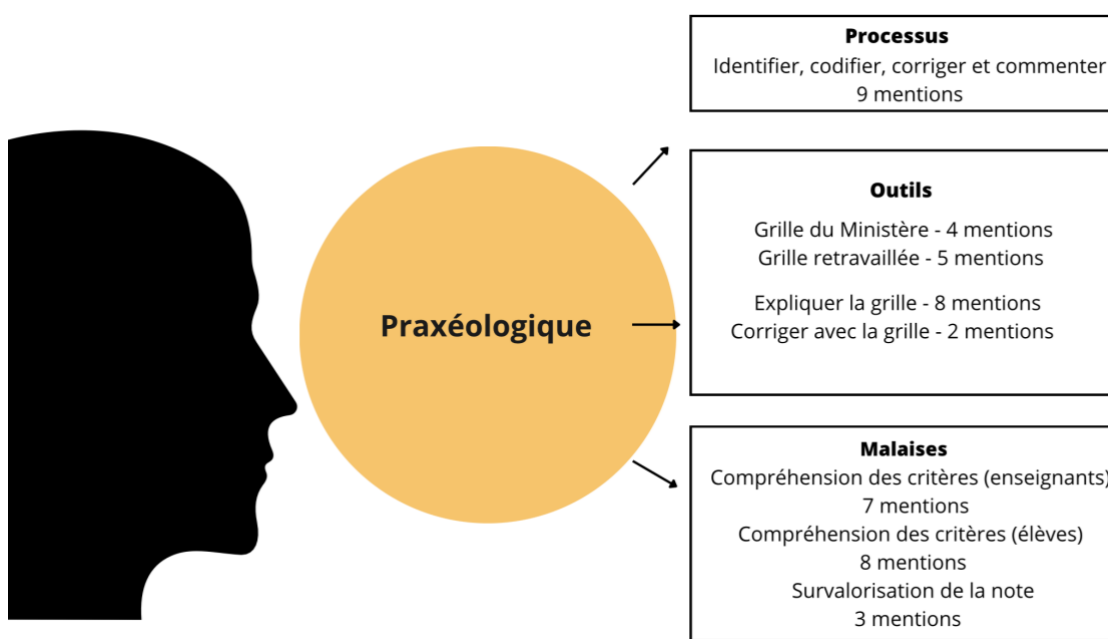 Processus
Identifier, codifier, corriger et commenter
9 mentions
Praxéologique
Outils
Grille du Ministère - 4 mentions
Grille retravaillée - 5 mentions
Expliquer la grille - 8 mentions
Corriger avec la grille - 2 mentions
Malaises
Compréhension des critères (enseignants)
7 mentions
Compréhension des critères (élèves)
8 mentions
Survalorisation de la note
3 mentions